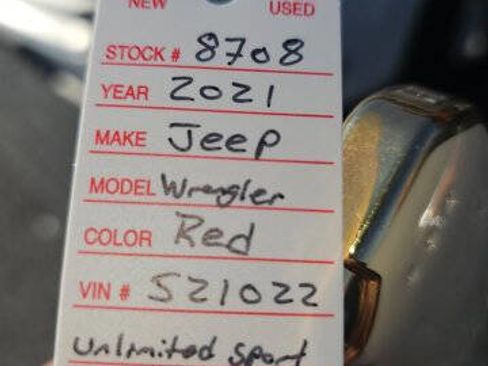 NEW USED
STOCK # 8708
YEAR 2021
MAKE Jeep
MODEL Wrangler
COLOR Red
VIN # 521022
Unlimited Sport